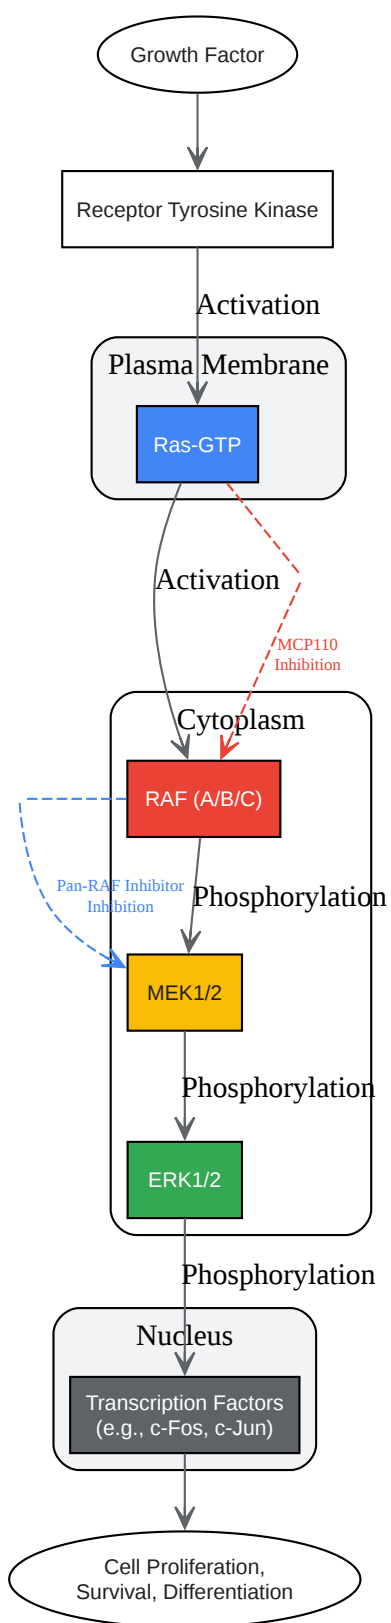 Growth Factor
Receptor Tyrosine Kinase
Activation
Plasma Membrane
Ras-GTP
Activation
MCP110
Inhibition
Cytoplasm
RAF (A/B/C)
Pan-RAF Inhibitor
Inhibition
Phosphorylation
MEK1/2
Phosphorylation
ERK1/2
Phosphorylation
Nucleus
Transcription Factors
(e.g., c-Fos, c-Jun)
Cell Proliferation,
Survival, Differentiation